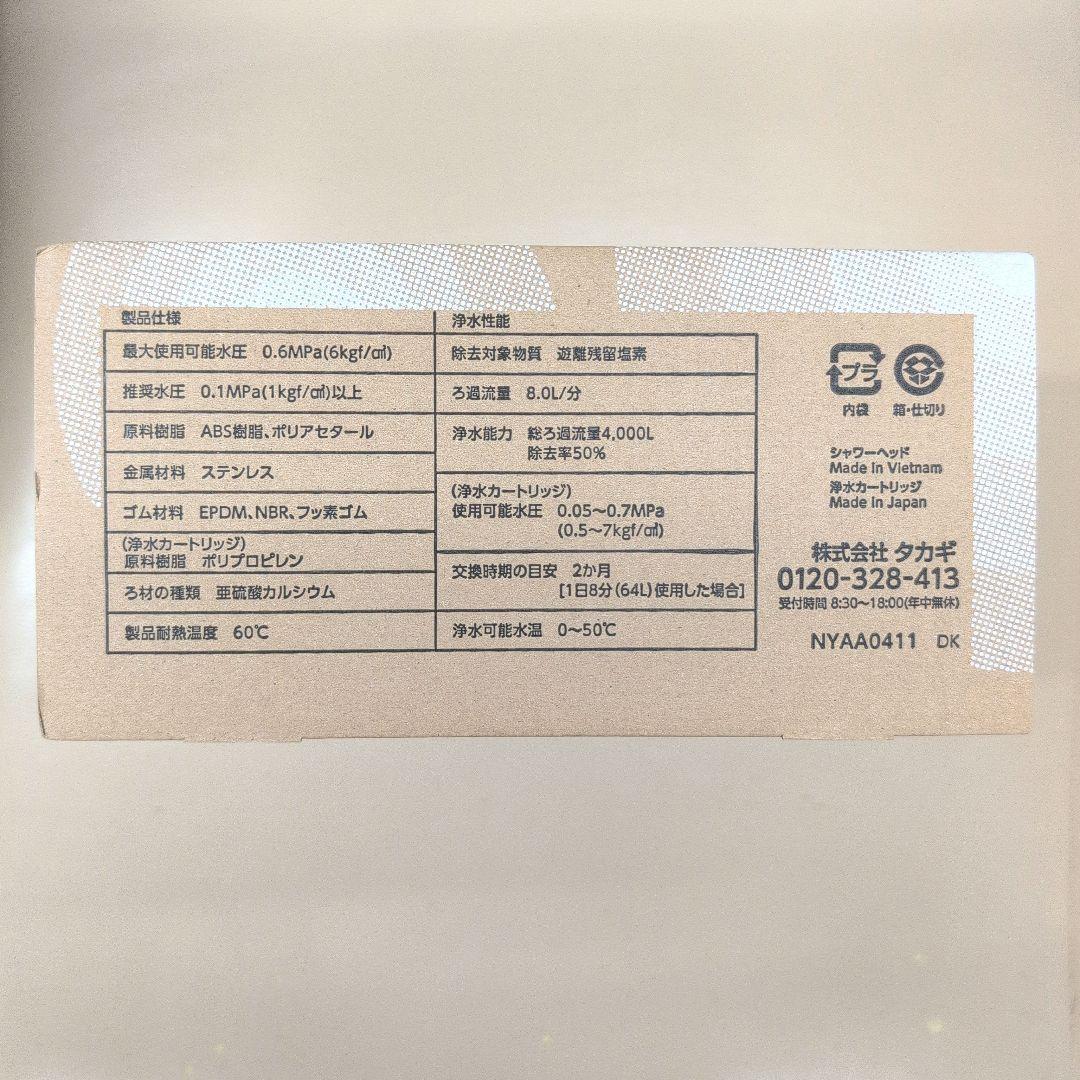 製品仕様
最大使用可能水圧 0.6MPa(6kgf/c㎡)
推奨水圧 0.1MPa(1kgf/c㎡)以上
原料樹脂 ABS樹脂、ポリアセタール
金属材料 ステンレス
ゴム材料 EPDM、NBR、フッ素ゴム
(浄水カートリッジ)
原料樹脂 ポリプロピレン
ろ材の種類 亜硫酸カルシウム
製品耐熱温度 60℃
浄水性能
除去対象物質 遊離残留塩素
ろ過流量 8.0L/分
浄水能力 総ろ過流量4,000L
除去率50%
(浄水カートリッジ)
使用可能水圧 0.05〜0.7MPa
(0.5〜7kgf/c㎡)
交換時期の目安 2か月
[1日8分(64L)使用した場合]
浄水可能水温 0〜50℃
プラ
内袋 箱・仕切り
シャワーヘッド
Made In Vietnam
浄水カートリッジ
Made In Japan
株式会社 タカギ
0120-328-413
受付時間 8:30〜18:00(年中無休)
NYAA0411 DK